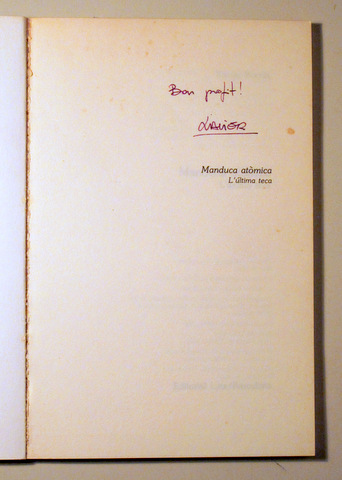 Bon profit!
XAVIER
Manduca atòmica
L'última teca